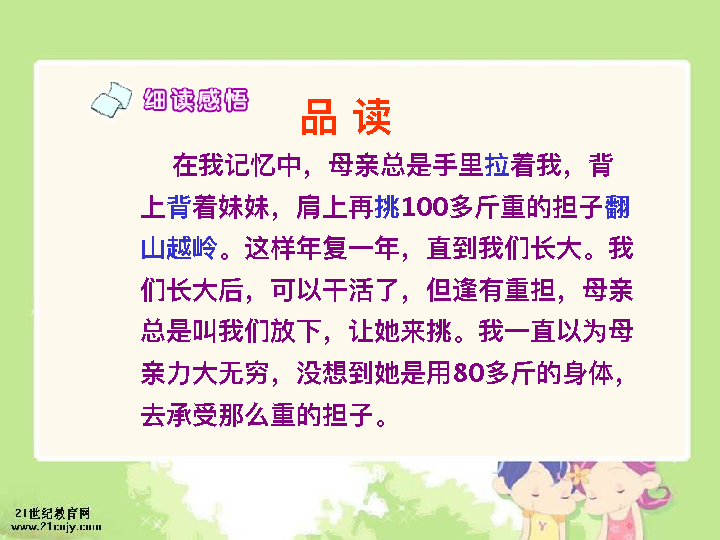 细读感悟
品 读
在我记忆中，母亲总是手里拉着我，背
上背着妹妹，肩上再挑100多斤重的担子翻
山越岭。这样年复一年，直到我们长大。我
们长大后，可以干活了，但逢有重担，母亲
总是叫我们放下，让她来挑。我一直以为母
亲力大无穷，没想到她是用80多斤的身体，
去承受那么重的担子。
21世纪教育网
www.21cnjy.com